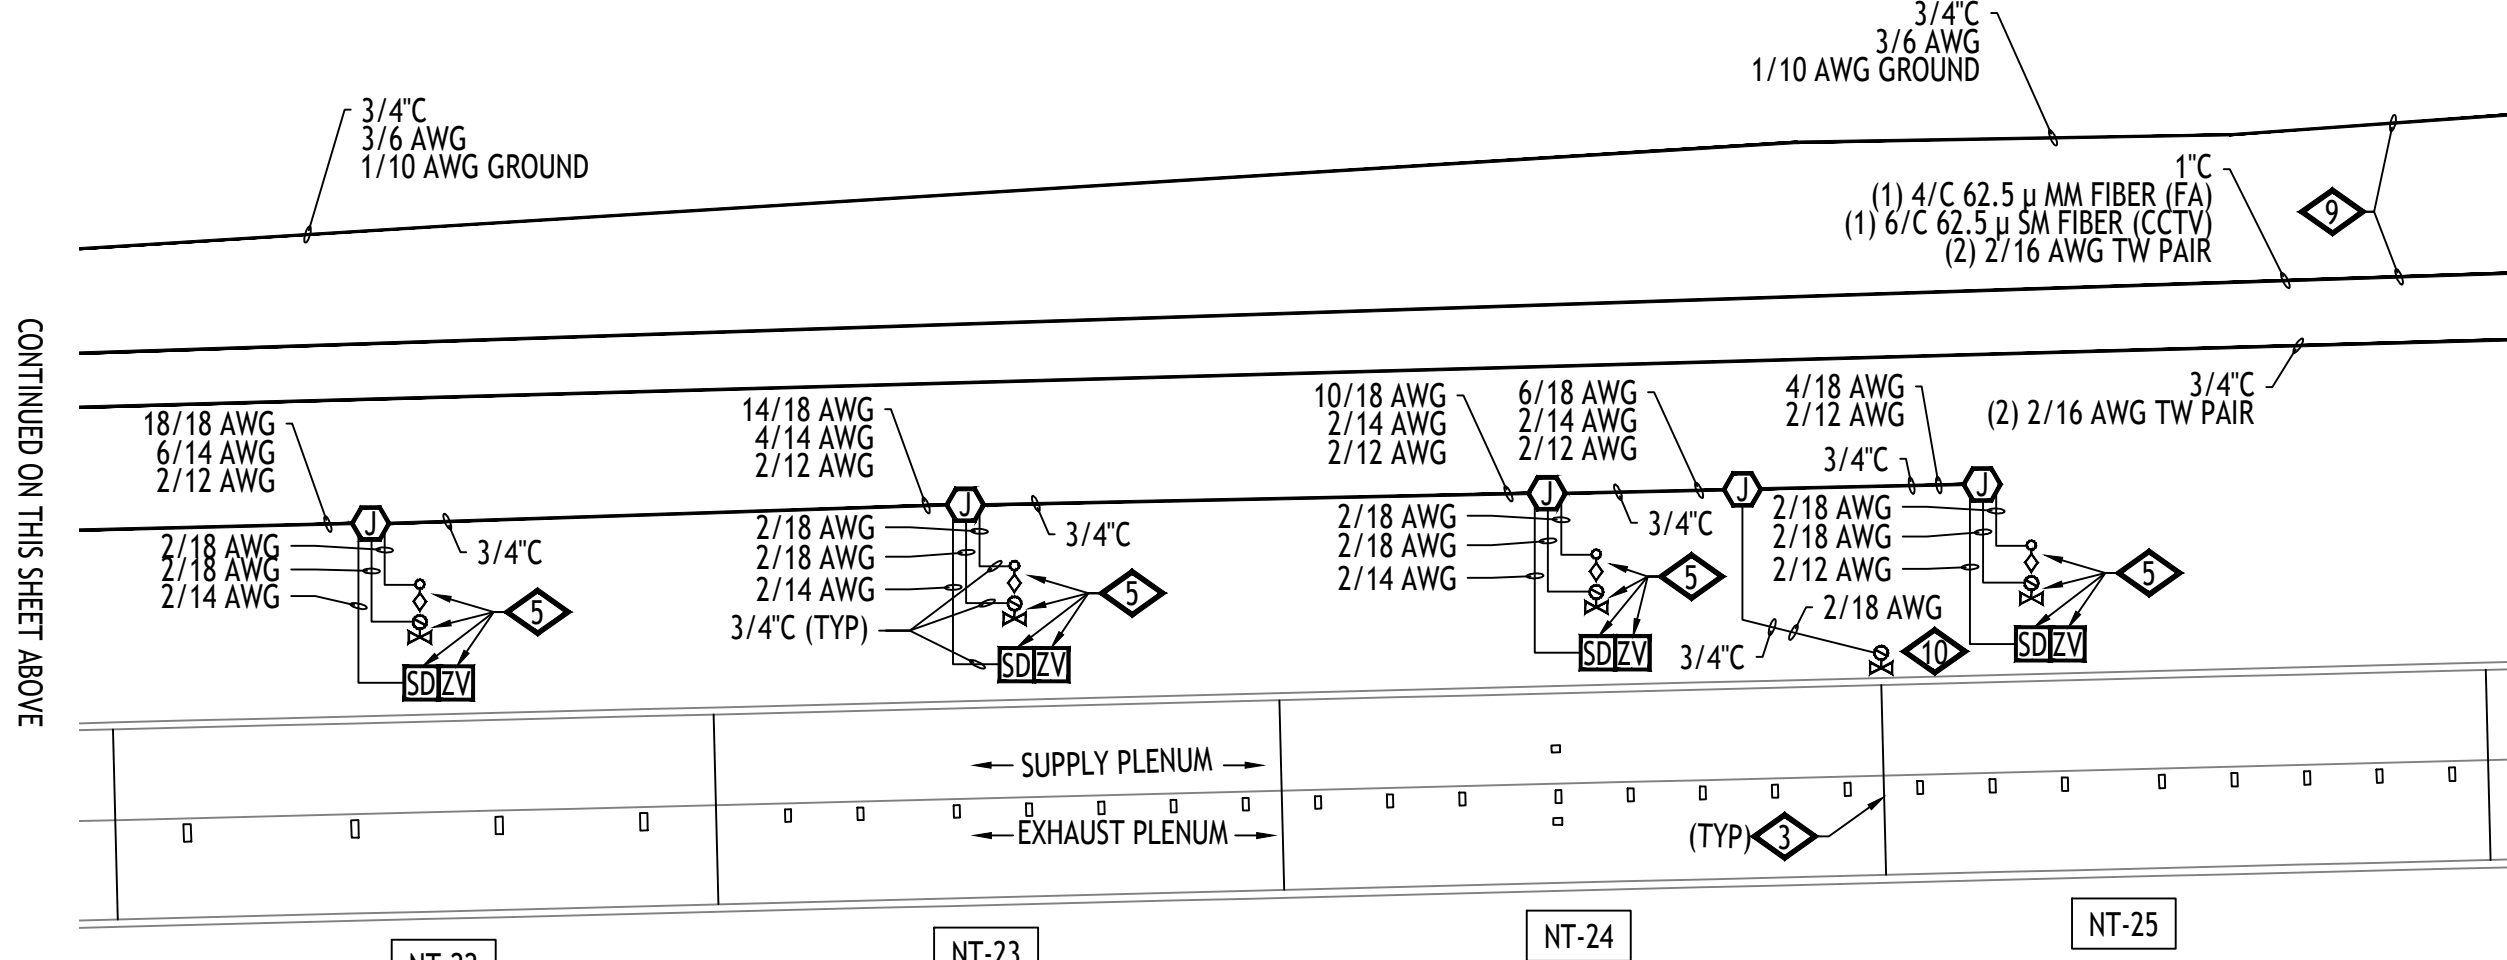 3/4"C
3/6 AWG
1/10 AWG GROUND
3/4"C
3/6 AWG
1/10 AWG GROUND
1"C
(1) 4/C 62.5 µ MM FIBER (FA)
(1) 6/C 62.5 µ SM FIBER (CCTV)
(2) 2/16 AWG TW PAIR
9
CONTINUED ON THIS SHEET ABOVE
3/4"C
(2) 2/16 AWG TW PAIR
18/18 AWG
6/14 AWG
2/12 AWG
14/18 AWG
4/14 AWG
2/12 AWG
10/18 AWG
2/14 AWG
2/12 AWG
6/18 AWG
2/14 AWG
2/12 AWG
4/18 AWG
2/12 AWG
3/4"C
J
J
J
J
J
2/18 AWG
2/18 AWG
2/14 AWG
3/4"C
5
SD ZV
2/18 AWG
2/18 AWG
2/14 AWG
3/4"C (TYP)
3/4"C
5
SD ZV
2/18 AWG
2/18 AWG
2/14 AWG
3/4"C
5
SD ZV
2/18 AWG
3/4"C
10
2/18 AWG
2/18 AWG
2/12 AWG
5
SD ZV
SUPPLY PLENUM
EXHAUST PLENUM
(TYP) 3
NT-23
NT-24
NT-25